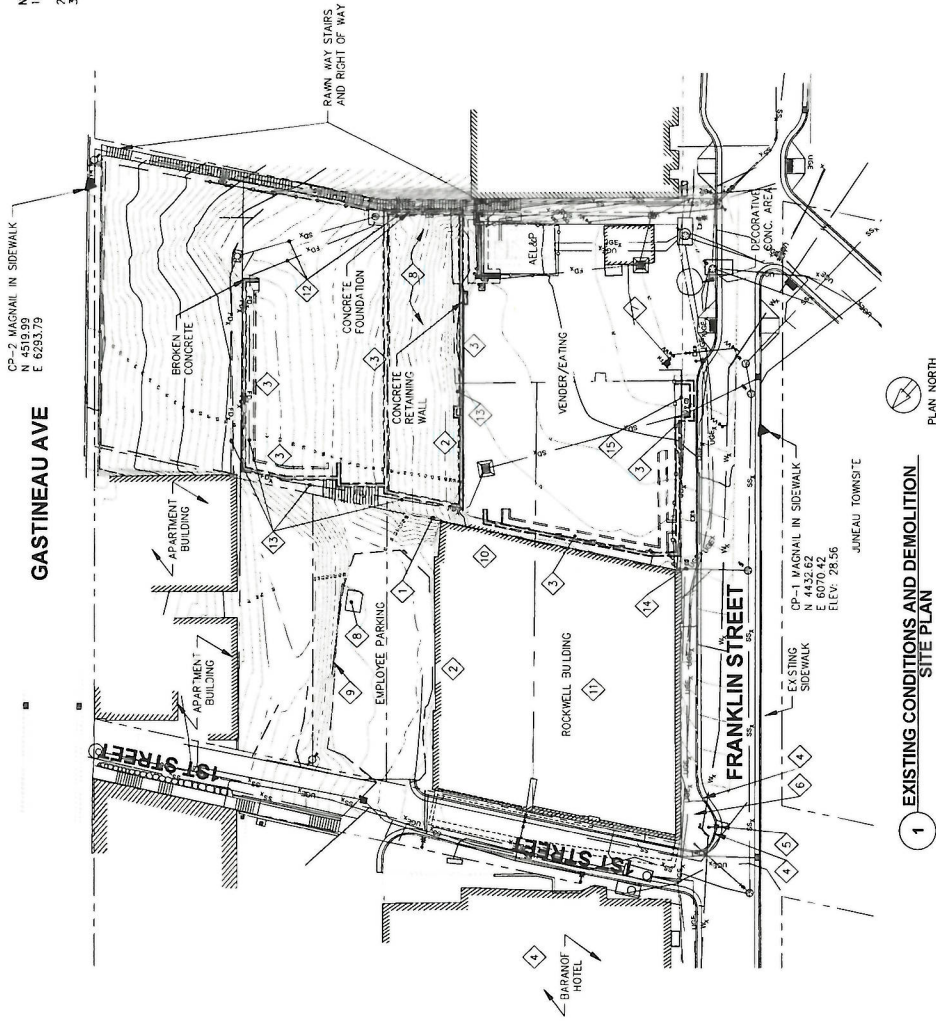 GASTINEAU AVE
CP-2 MAGNAIL IN SIDEWALK
N 4519.99
E 6293.79
N
1
2
3
RAWN WAY STAIRS
AND RIGHT OF WAY
APARTMENT
BUILDING
APARTMENT
BUILDING
BROKEN
CONCRETE
12
CONCRETE
FOUNDATION
3
3
3
8
CONCRETE
RETAINING
WALL
3
13
2
13
1
8
9
EMPLOYEE PARKING
2
10
ROCKWELL BUILDING
11
3
14
AEL&P
VENDER/EATING
7
15
3
DECORATIVE
CONC. AREA
1ST STREET
1ST STREET
4
BARANOF
HOTEL
FRANKLIN STREET
4
6
5
4
EXISTING
SIDEWALK
CP-1 MAGNAIL IN SIDEWALK
N 4432.62
E 6070.42
ELEV: 28.56
JUNEAU TOWNSITE
1
EXISTING CONDITIONS AND DEMOLITION
SITE PLAN
PLAN NORTH